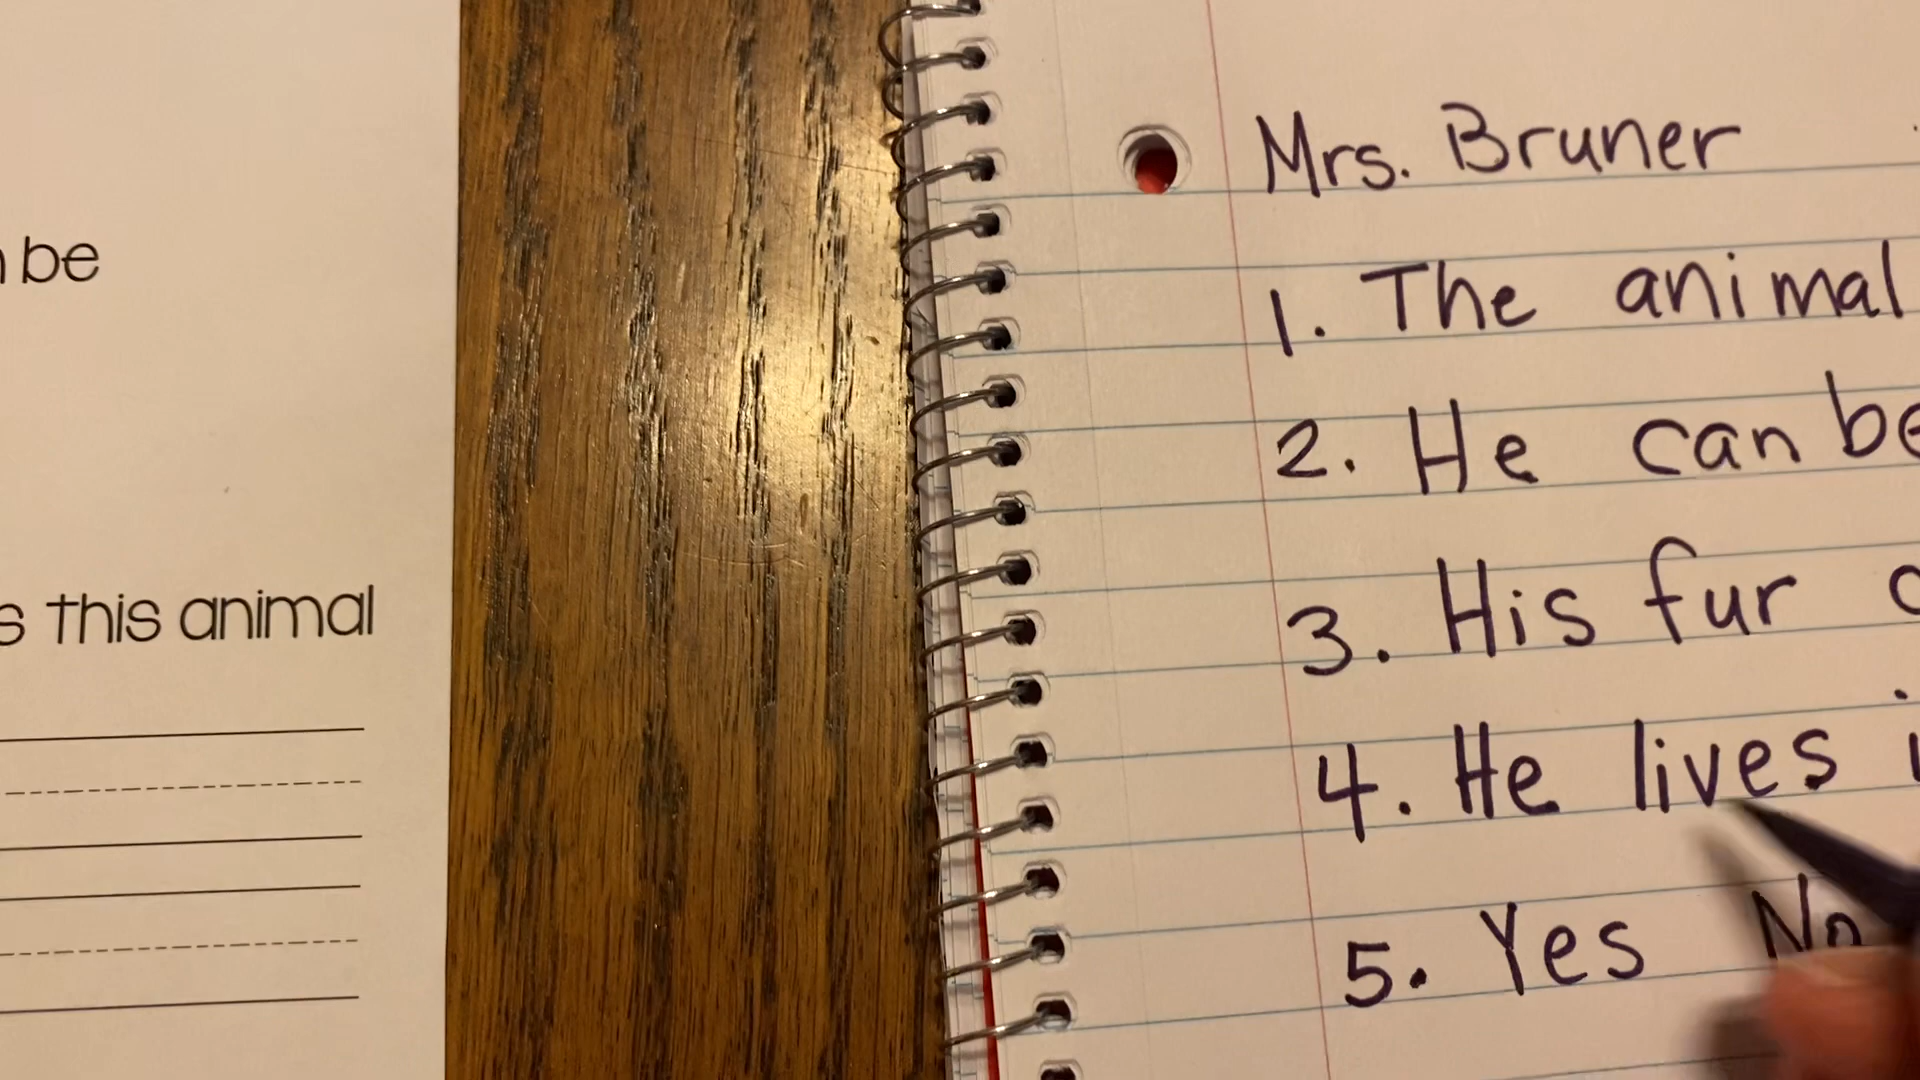 be
this animal
Mrs. Bruner
1. The animal
2. He can be
3. His fur
4. He lives
5. Yes No